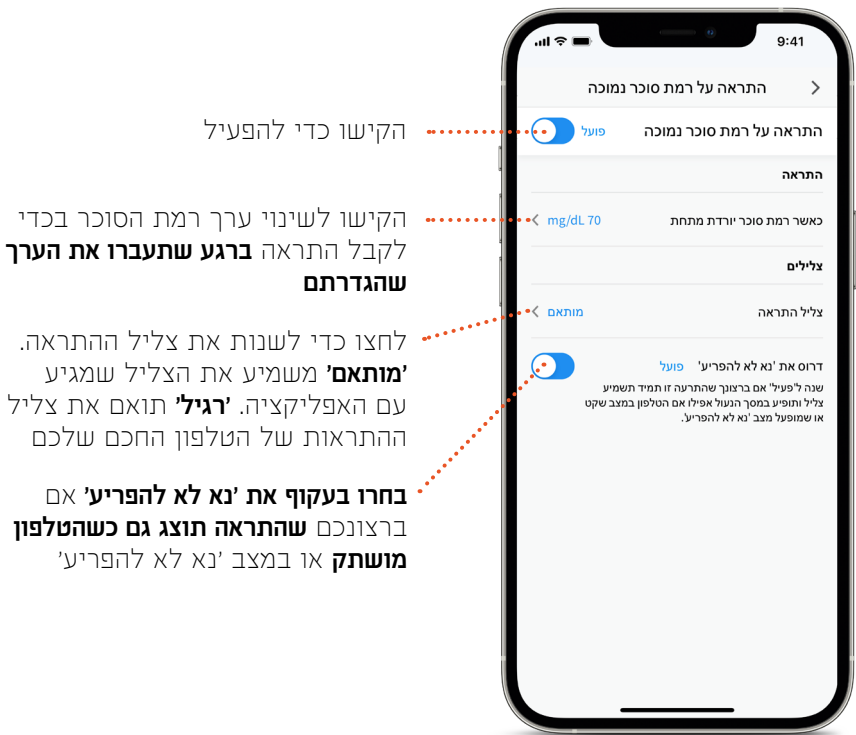 9:41
התראה על רמת סוכר נמוכה
התראה על רמת סוכר נמוכה פועל
התראה
כאשר רמת סוכר יורדת מתחת 70 mg/dL
צלילים
צליל התראה מותאם
דרוס את 'נא לא להפריע' פועל
שנה ל'פעיל' אם ברצונך שהתרעה זו תמיד תשמיע
צליל ותופיע במסך הנעול אפילו אם הטלפון במצב שקט
או שמופעל מצב 'נא לא להפריע'.
הקישו כדי להפעיל
הקישו לשינוי ערך רמת הסוכר בכדי
לקבל התראה ברגע שתעברו את הערך
שהגדרתם
לחצו כדי לשנות את צליל ההתראה.
'מותאם' משמיע את הצליל שמגיע
עם האפליקציה. 'רגיל' תואם את צליל
ההתראות של הטלפון החכם שלכם
בחרו בעקוף את 'נא לא להפריע' אם
ברצונכם שהתראה תוצג גם כשהטלפון
מושתק או במצב 'נא לא להפריע'